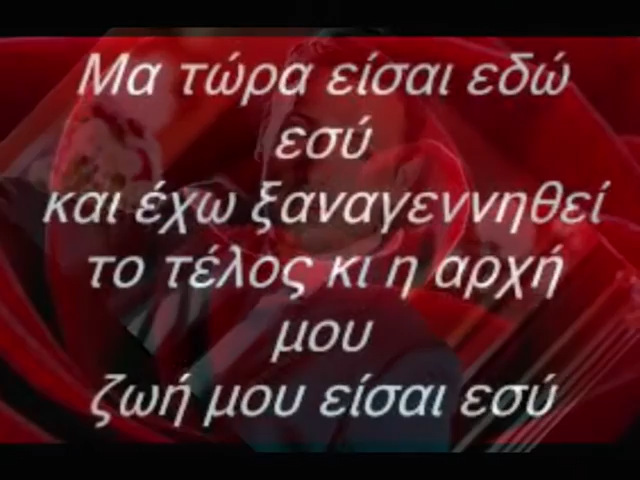 Μα τώρα είσαι εδώ
εσύ
και έχω ξαναγεννηθεί
το τέλος κι η αρχή
μου
ζωή μου είσαι εσύ